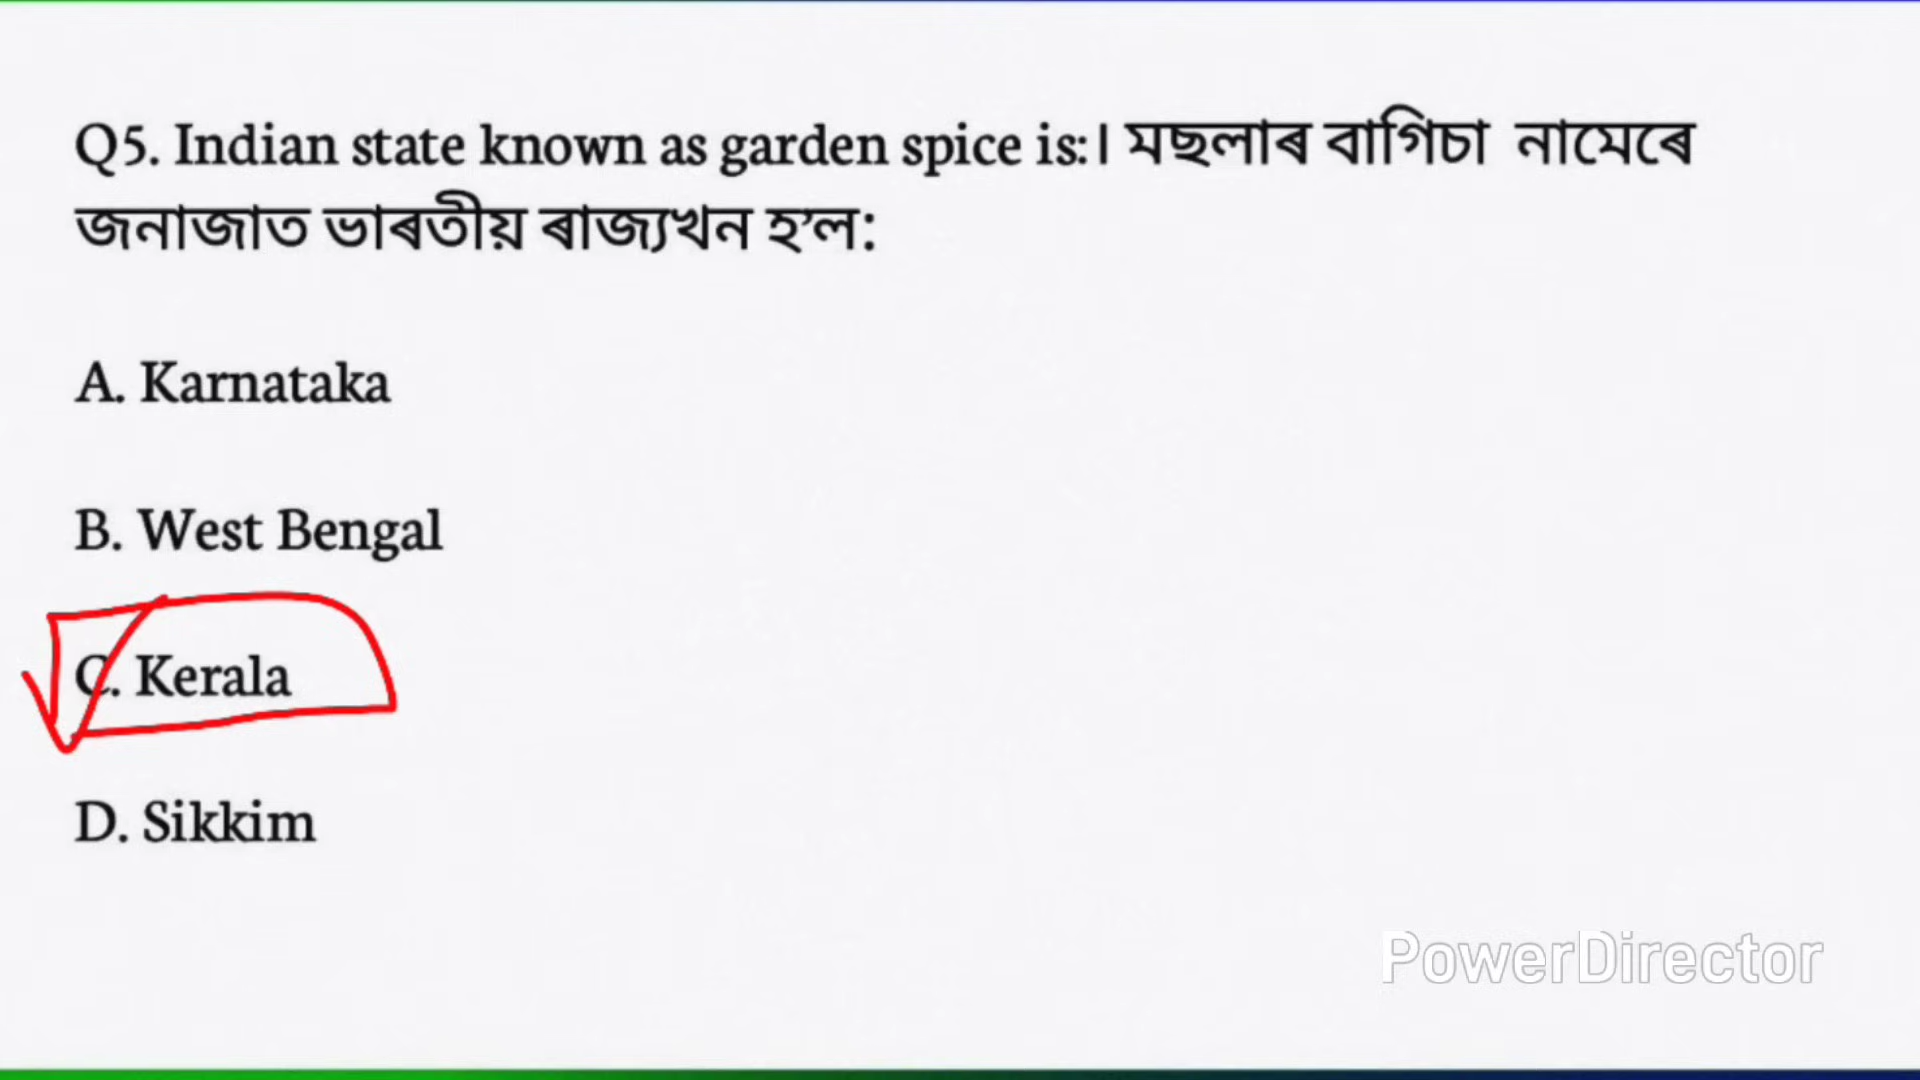 Q5. Indian state known as garden spice is:। মছলাৰ বাগিচা নামেৰে
জনাজাত ভাৰতীয় ৰাজ্যখন হ’ল:
A. Karnataka
B. West Bengal
C. Kerala
D. Sikkim
PowerDirector